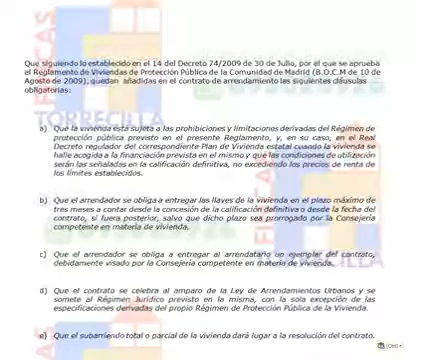 Que siguiendo lo establecido en el 14 del Decreto 74/2009 de 30 de Julio, por el que se aprueba
el Reglamento de Viviendas de Protección Pública de la Comunidad de Madrid (B.O.C.M de 10 de
Agosto de 2009), quedan añadidas en el contrato de arrendamiento las siguientes cláusulas
obligatorias:
FINCAS
TORRECILLA
a) Que la vivienda está sujeta a las prohibiciones y limitaciones derivadas del Régimen de
protección pública previsto en el presente Reglamento, y, en su caso, en el Real
Decreto regulador del correspondiente Plan de Vivienda estatal cuando la vivienda se
halle acogida a la financiación prevista en el mismo y que las condiciones de utilización
serán las señaladas en la calificación definitiva, no excediendo los precios de renta de
los límites establecidos.
b) Que el arrendador se obliga a entregar las llaves de la vivienda en el plazo máximo de
tres meses a contar desde la concesión de la calificación definitiva o desde la fecha del
contrato, si fuera posterior, salvo que dicho plazo sea prorrogado por la Consejería
competente en materia de vivienda.
c) Que el arrendador se obliga a entregar al arrendatario un ejemplar del contrato,
debidamente visado por la Consejería competente en materia de vivienda.
d) Que el contrato se celebra al amparo de la Ley de Arrendamientos Urbanos y se
somete al Régimen Jurídico previsto en la misma, con la sola excepción de las
especificaciones derivadas del propio Régimen de Protección Pública de la Vivienda.
e) Que el subarriendo total o parcial de la vivienda dará lugar a la resolución del contrato.
(Ctrl)